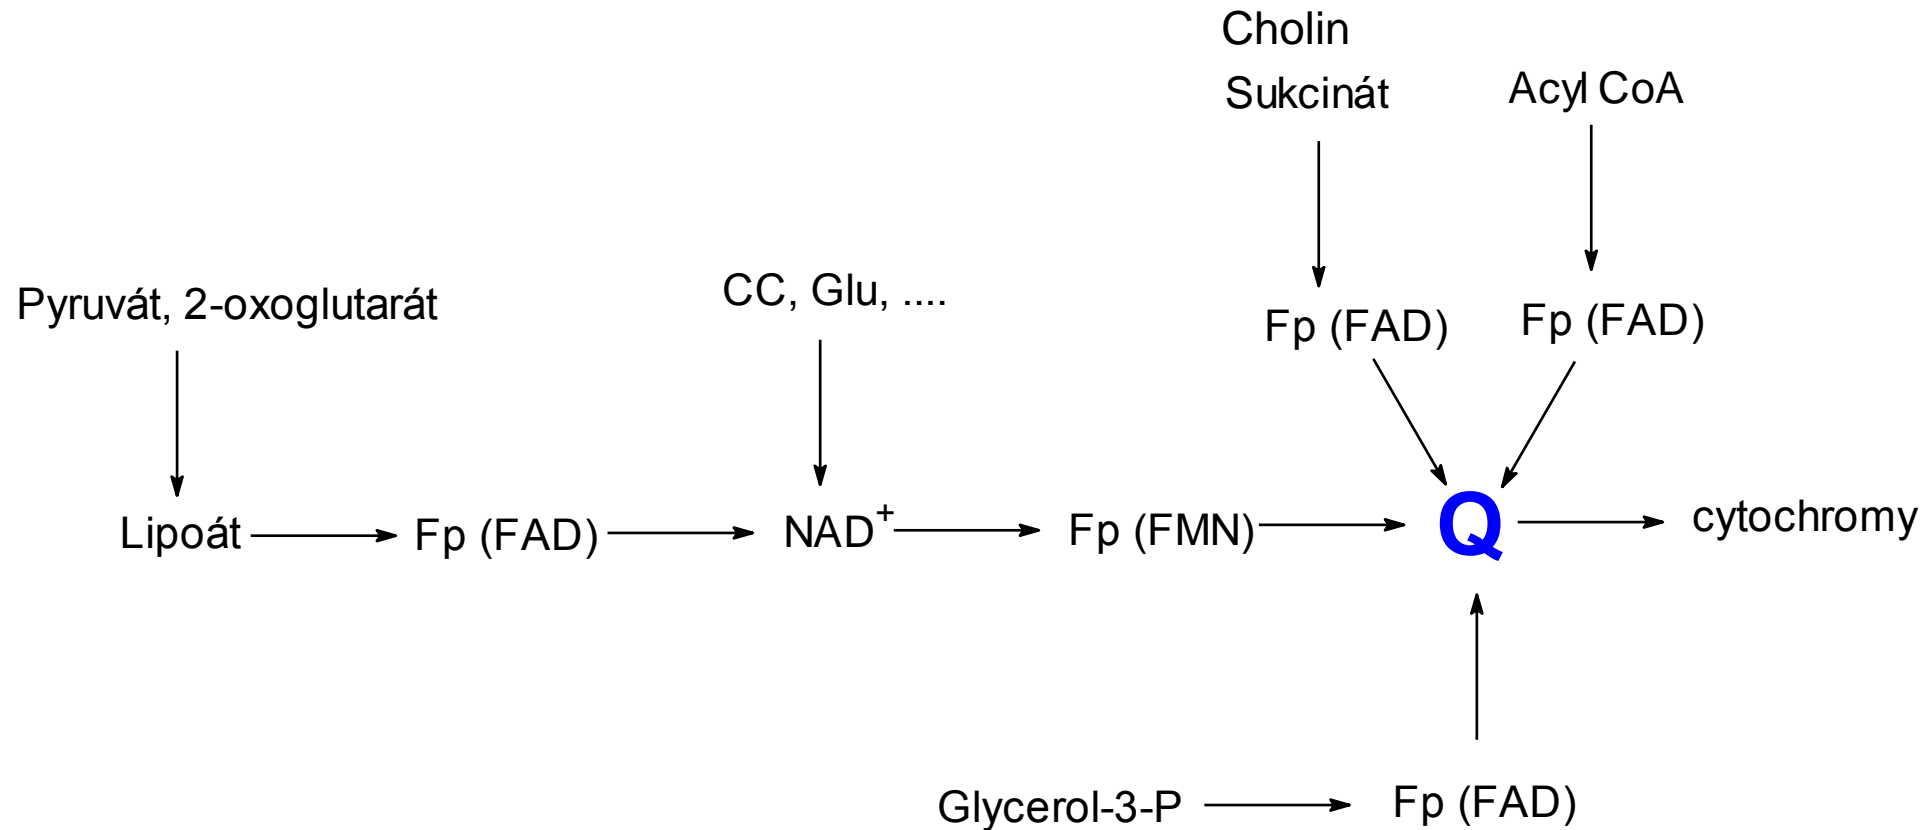 Cholin
Sukcinát
Acyl CoA
Pyruvát, 2-oxoglutarát
CC, Glu, ....
Fp (FAD)
Fp (FAD)
Lipoát
Fp (FAD)
NAD+
Fp (FMN)
Q
cytochromy
Glycerol-3-P
Fp (FAD)